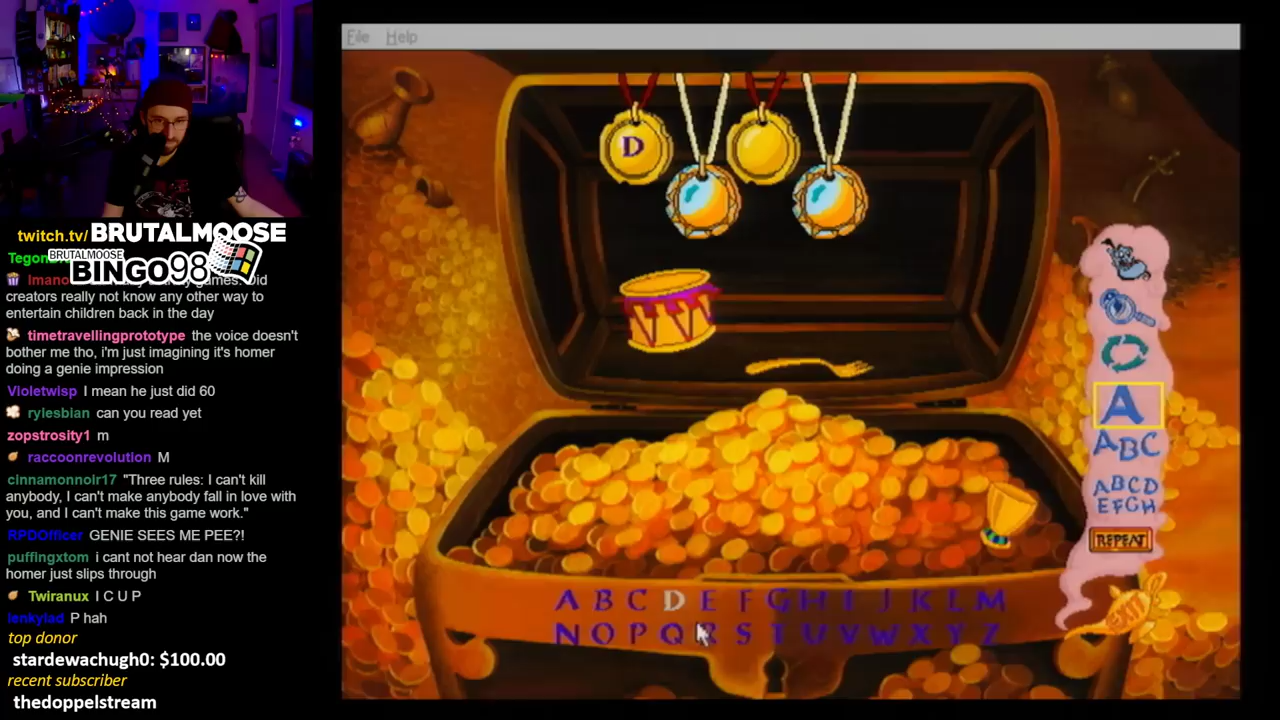 File Help
D
twitch.tv/BRUTALMOOSE
BRUTALMOOSE
BINGO98
creators really not know any other way to
entertain children back in the day
timetravellingprototype the voice doesn't
bother me tho, i'm just imagining it's homer
doing a genie impression
Violetwisp I mean he just did 60
rylesbian can you read yet
zopstrosity1 m
raccoonrevolution M
cinnamonnoir17 "Three rules: I can't kill
anybody, I can't make anybody fall in love with
you, and I can't make this game work."
RPDOfficer GENIE SEES ME PEE?!
puffingxtom i cant not hear dan now the
homer just slips through
Twiranux I C U P
lenkylad P hah
top donor
stardewachugh0: $100.00
recent subscriber
thedoppelstream
A
ABC
ABCD
EFGH
REPEAT
EXIT
A B C D E F G H I J K L M
N O P Q R S T U V W X Y Z